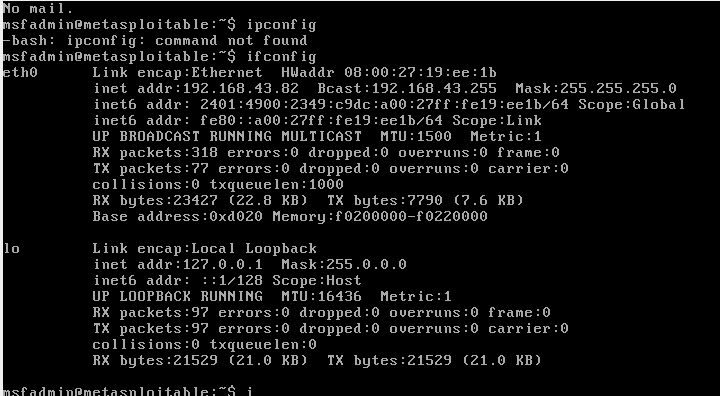 No mail.
msfadmin@metasploitable:~$ ipconfig
-bash: ipconfig: command not found
msfadmin@metasploitable:~$ ifconfig
eth0      Link encap:Ethernet  HWaddr 08:00:27:19:ee:1b
          inet addr:192.168.43.82  Bcast:192.168.43.255  Mask:255.255.255.0
          inet6 addr: 2401:4900:2349:c9dc:a00:27ff:fe19:ee1b/64 Scope:Global
          inet6 addr: fe80::a00:27ff:fe19:ee1b/64 Scope:Link
          UP BROADCAST RUNNING MULTICAST  MTU:1500  Metric:1
          RX packets:318 errors:0 dropped:0 overruns:0 frame:0
          TX packets:77 errors:0 dropped:0 overruns:0 carrier:0
          collisions:0 txqueuelen:1000
          RX bytes:23427 (22.8 KB)  TX bytes:7790 (7.6 KB)
          Base address:0xd020 Memory:f0200000-f0220000
lo        Link encap:Local Loopback
          inet addr:127.0.0.1  Mask:255.0.0.0
          inet6 addr: ::1/128 Scope:Host
          UP LOOPBACK RUNNING  MTU:16436  Metric:1
          RX packets:97 errors:0 dropped:0 overruns:0 frame:0
          TX packets:97 errors:0 dropped:0 overruns:0 carrier:0
          collisions:0 txqueuelen:0
          RX bytes:21529 (21.0 KB)  TX bytes:21529 (21.0 KB)
msfadmin@metasploitable:~$ i